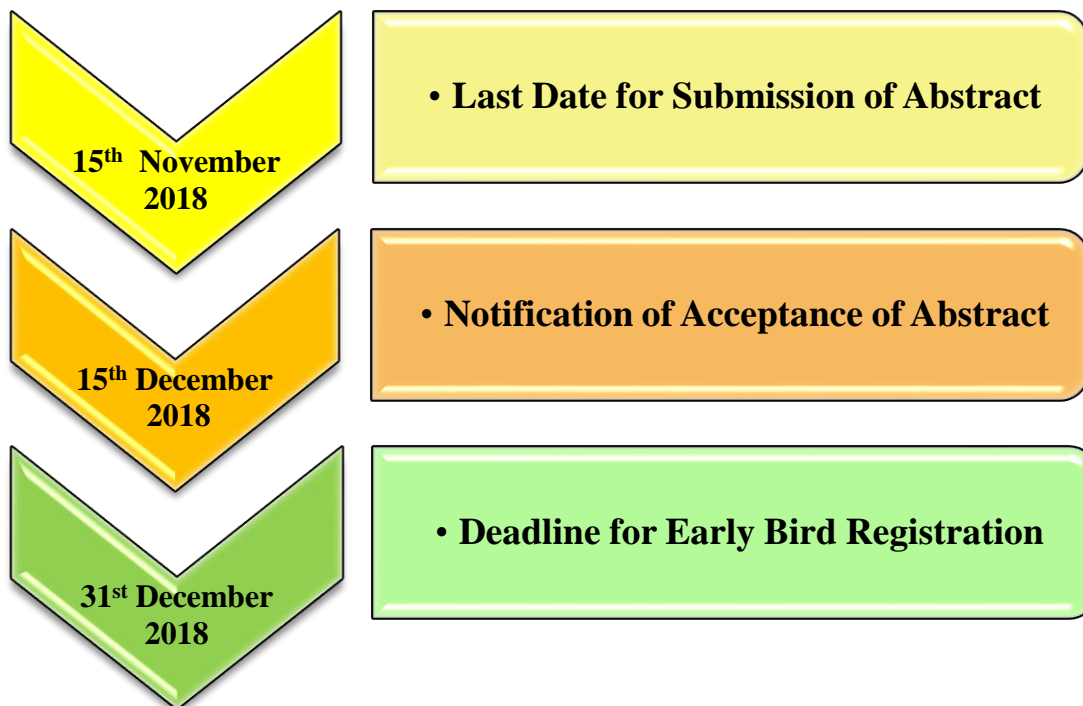 15th November
2018
• Last Date for Submission of Abstract
15th December
2018
• Notification of Acceptance of Abstract
31st December
2018
• Deadline for Early Bird Registration